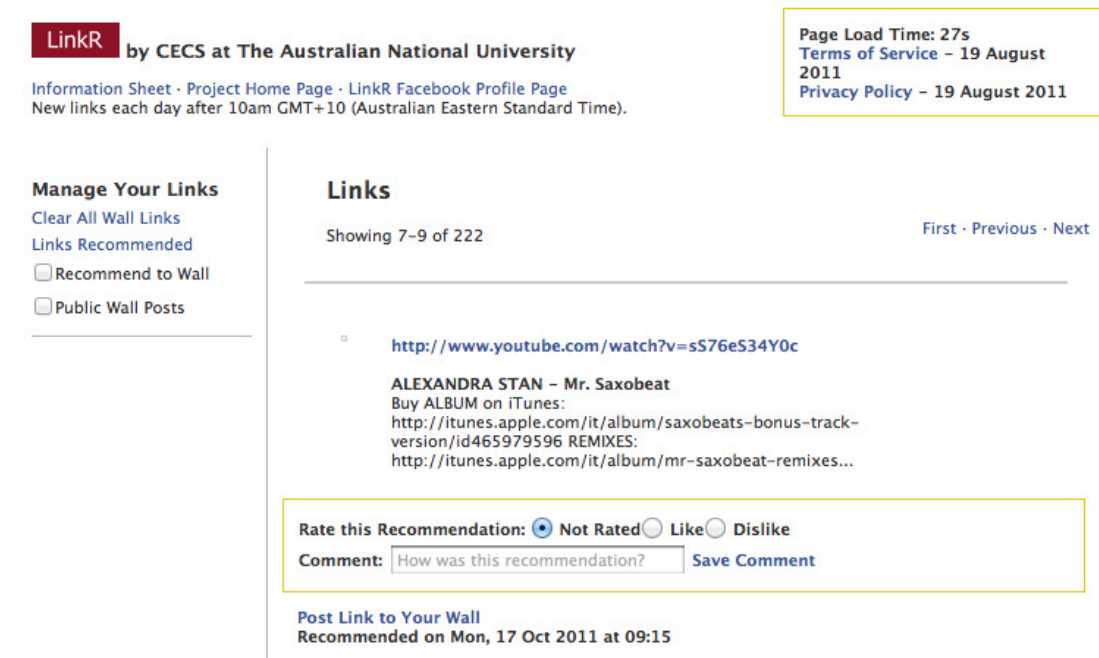 LinkR by CECS at The Australian National University
Information Sheet · Project Home Page · LinkR Facebook Profile Page
New links each day after 10am GMT+10 (Australian Eastern Standard Time).
Page Load Time: 27s
Terms of Service – 19 August
2011
Privacy Policy – 19 August 2011
Manage Your Links
Clear All Wall Links
Links Recommended
Recommend to Wall
Public Wall Posts
Links
Showing 7–9 of 222
First · Previous · Next
http://www.youtube.com/watch?v=sS76eS34Y0c
ALEXANDRA STAN – Mr. Saxobeat
Buy ALBUM on iTunes:
http://itunes.apple.com/it/album/saxobeats-bonus-track-
version/id465979596 REMIXES:
http://itunes.apple.com/it/album/mr-saxobeat-remixes...
Rate this Recommendation: Not Rated Like Dislike
Comment: How was this recommendation? Save Comment
Post Link to Your Wall
Recommended on Mon, 17 Oct 2011 at 09:15